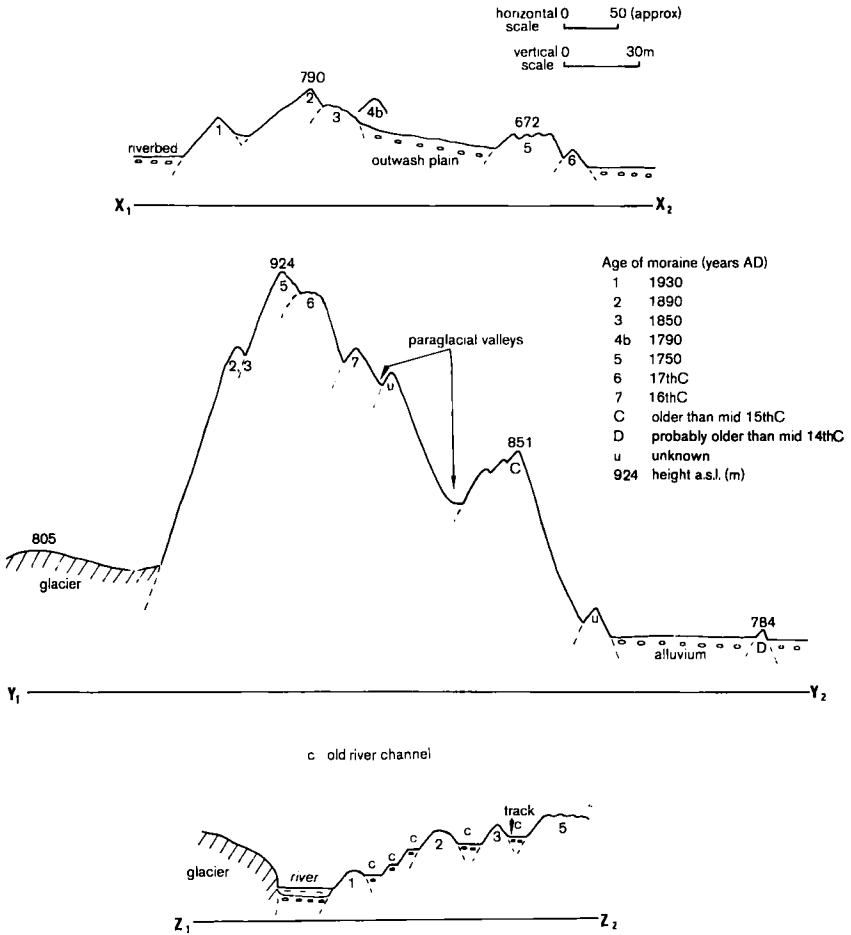 horizontal 0 50 (approx)
scale
vertical 0 30m
scale
790
2
3
4b
1
672
5
6
riverbed
outwash plain
X1 X2
924
5
6
2 3
7
u
paraglacial valleys
851
C
805
glacier
u
784
D
alluvium
Y1 Y2
Age of moraine (years AD)
1 1930
2 1890
3 1850
4b 1790
5 1750
6 17thC
7 16thC
C older than mid 15thC
D probably older than mid 14thC
u unknown
924 height a.s.l. (m)
c old river channel
track
glacier
river
1
c
c
c
2
c
3
c
5
Z1 Z2